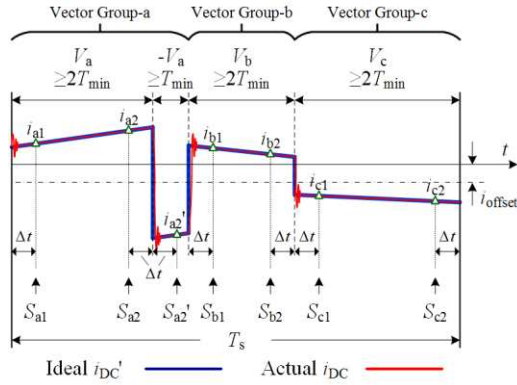 Vector Group-a Vector Group-b Vector Group-c
Va -Va Vb Vc
≥2Tmin ≥Tmin ≥2Tmin ≥2Tmin
ia1 ia2 ib1 ib2 t
ic1 ic2 ioffset
ia2'
Δt Δt Δt Δt Δt
Δt
Sa1 Sa2 Sa2' Sb1 Sb2 Sc1 Sc2
Ts
Ideal iDC' Actual iDC